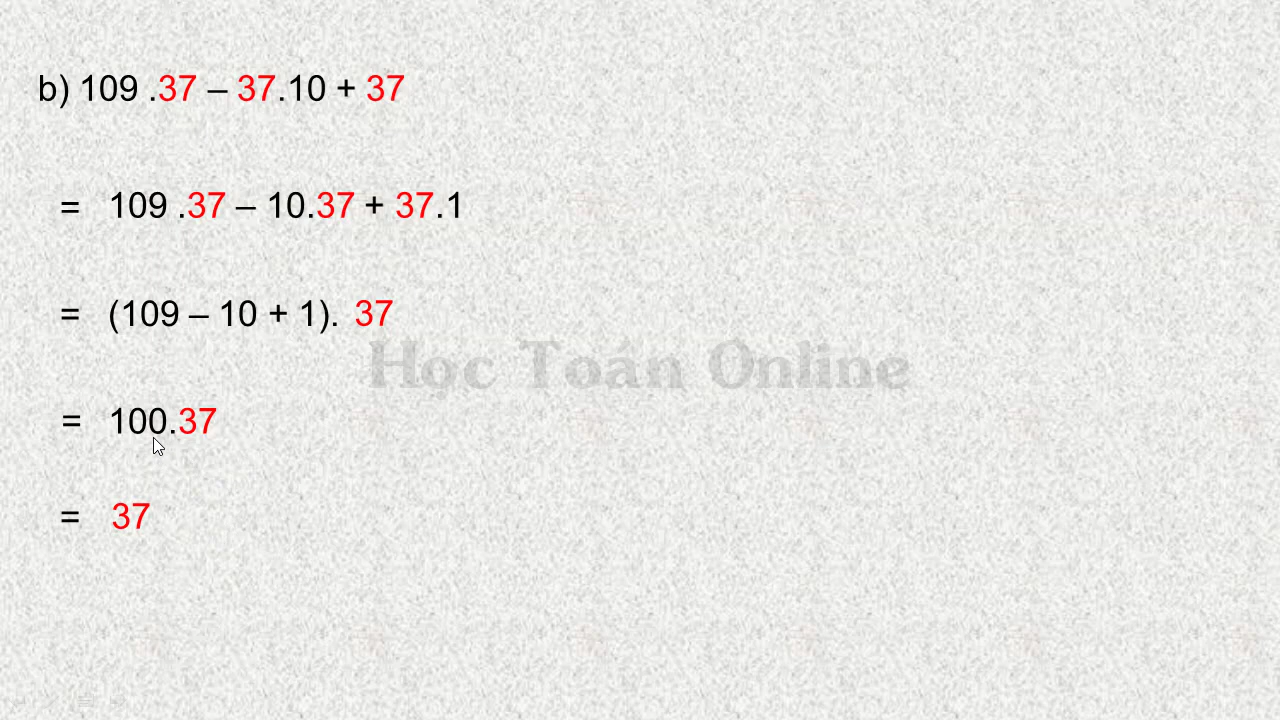 b) 109 .37 – 37.10 + 37
= 109 .37 – 10.37 + 37.1
= (109 – 10 + 1). 37
Học Toán Online
= 100.37
= 37